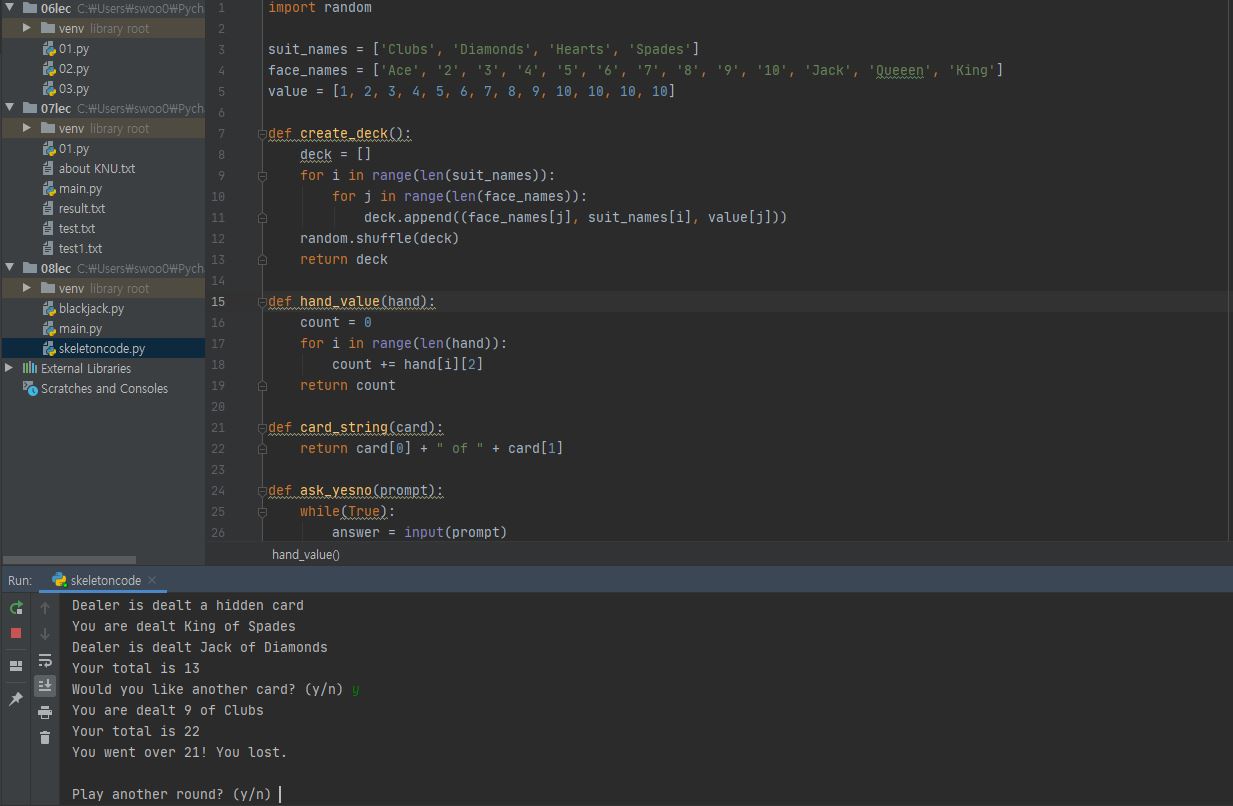 06lec C:₩Users₩swoo0₩Pych
venv library root
01.py
02.py
03.py
07lec C:₩Users₩swoo0₩Pycha
venv library root
01.py
about KNU.txt
main.py
result.txt
test.txt
test1.txt
08lec C:₩Users₩swoo0₩Pych
venv library root
blackjack.py
main.py
skeletoncode.py
External Libraries
Scratches and Consoles
1 import random
2
3 suit_names = ['Clubs', 'Diamonds', 'Hearts', 'Spades']
4 face_names = ['Ace', '2', '3', '4', '5', '6', '7', '8', '9', '10', 'Jack', 'Queeen', 'King']
5 value = [1, 2, 3, 4, 5, 6, 7, 8, 9, 10, 10, 10, 10]
6
7 def create_deck():
8 deck = []
9 for i in range(len(suit_names)):
10 for j in range(len(face_names)):
11 deck.append((face_names[j], suit_names[i], value[j]))
12 random.shuffle(deck)
13 return deck
14
15 def hand_value(hand):
16 count = 0
17 for i in range(len(hand)):
18 count += hand[i][2]
19 return count
20
21 def card_string(card):
22 return card[0] + " of " + card[1]
23
24 def ask_yesno(prompt):
25 while(True):
26 answer = input(prompt)
hand_value()
Run: skeletoncode
Dealer is dealt a hidden card
You are dealt King of Spades
Dealer is dealt Jack of Diamonds
Your total is 13
Would you like another card? (y/n) y
You are dealt 9 of Clubs
Your total is 22
You went over 21! You lost.
Play another round? (y/n)